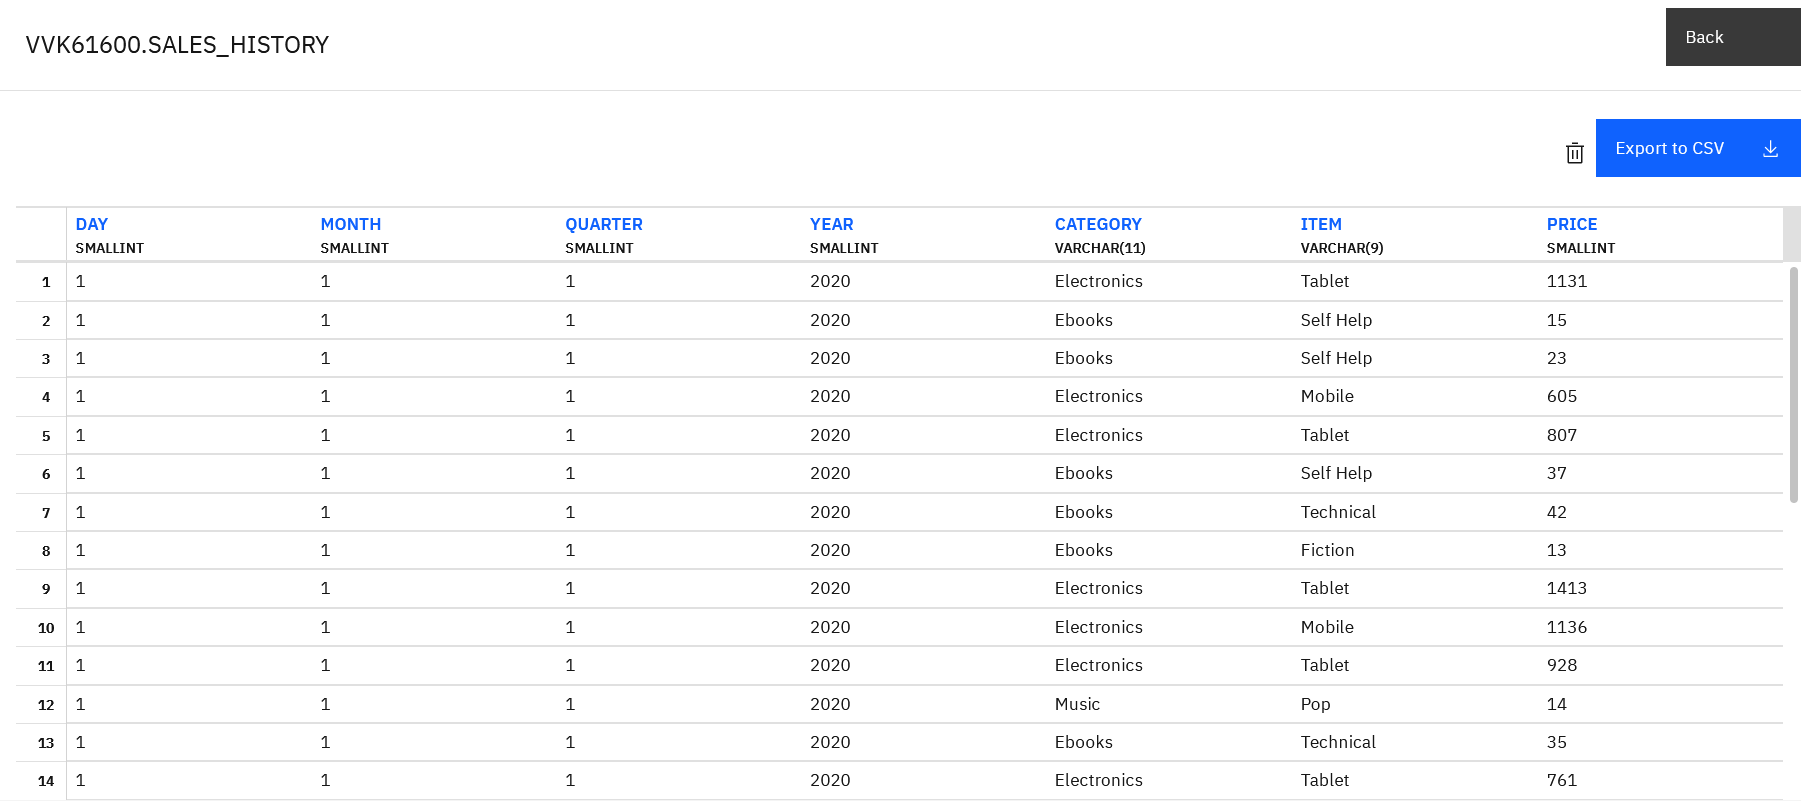 VVK61600.SALES_HISTORY
Back
Export to CSV
DAY MONTH QUARTER YEAR CATEGORY ITEM PRICE
SMALLINT SMALLINT SMALLINT SMALLINT VARCHAR(11) VARCHAR(9) SMALLINT
1 1 1 1 2020 Electronics Tablet 1131
2 1 1 1 2020 Ebooks Self Help 15
3 1 1 1 2020 Ebooks Self Help 23
4 1 1 1 2020 Electronics Mobile 605
5 1 1 1 2020 Electronics Tablet 807
6 1 1 1 2020 Ebooks Self Help 37
7 1 1 1 2020 Ebooks Technical 42
8 1 1 1 2020 Ebooks Fiction 13
9 1 1 1 2020 Electronics Tablet 1413
10 1 1 1 2020 Electronics Mobile 1136
11 1 1 1 2020 Electronics Tablet 928
12 1 1 1 2020 Music Pop 14
13 1 1 1 2020 Ebooks Technical 35
14 1 1 1 2020 Electronics Tablet 761